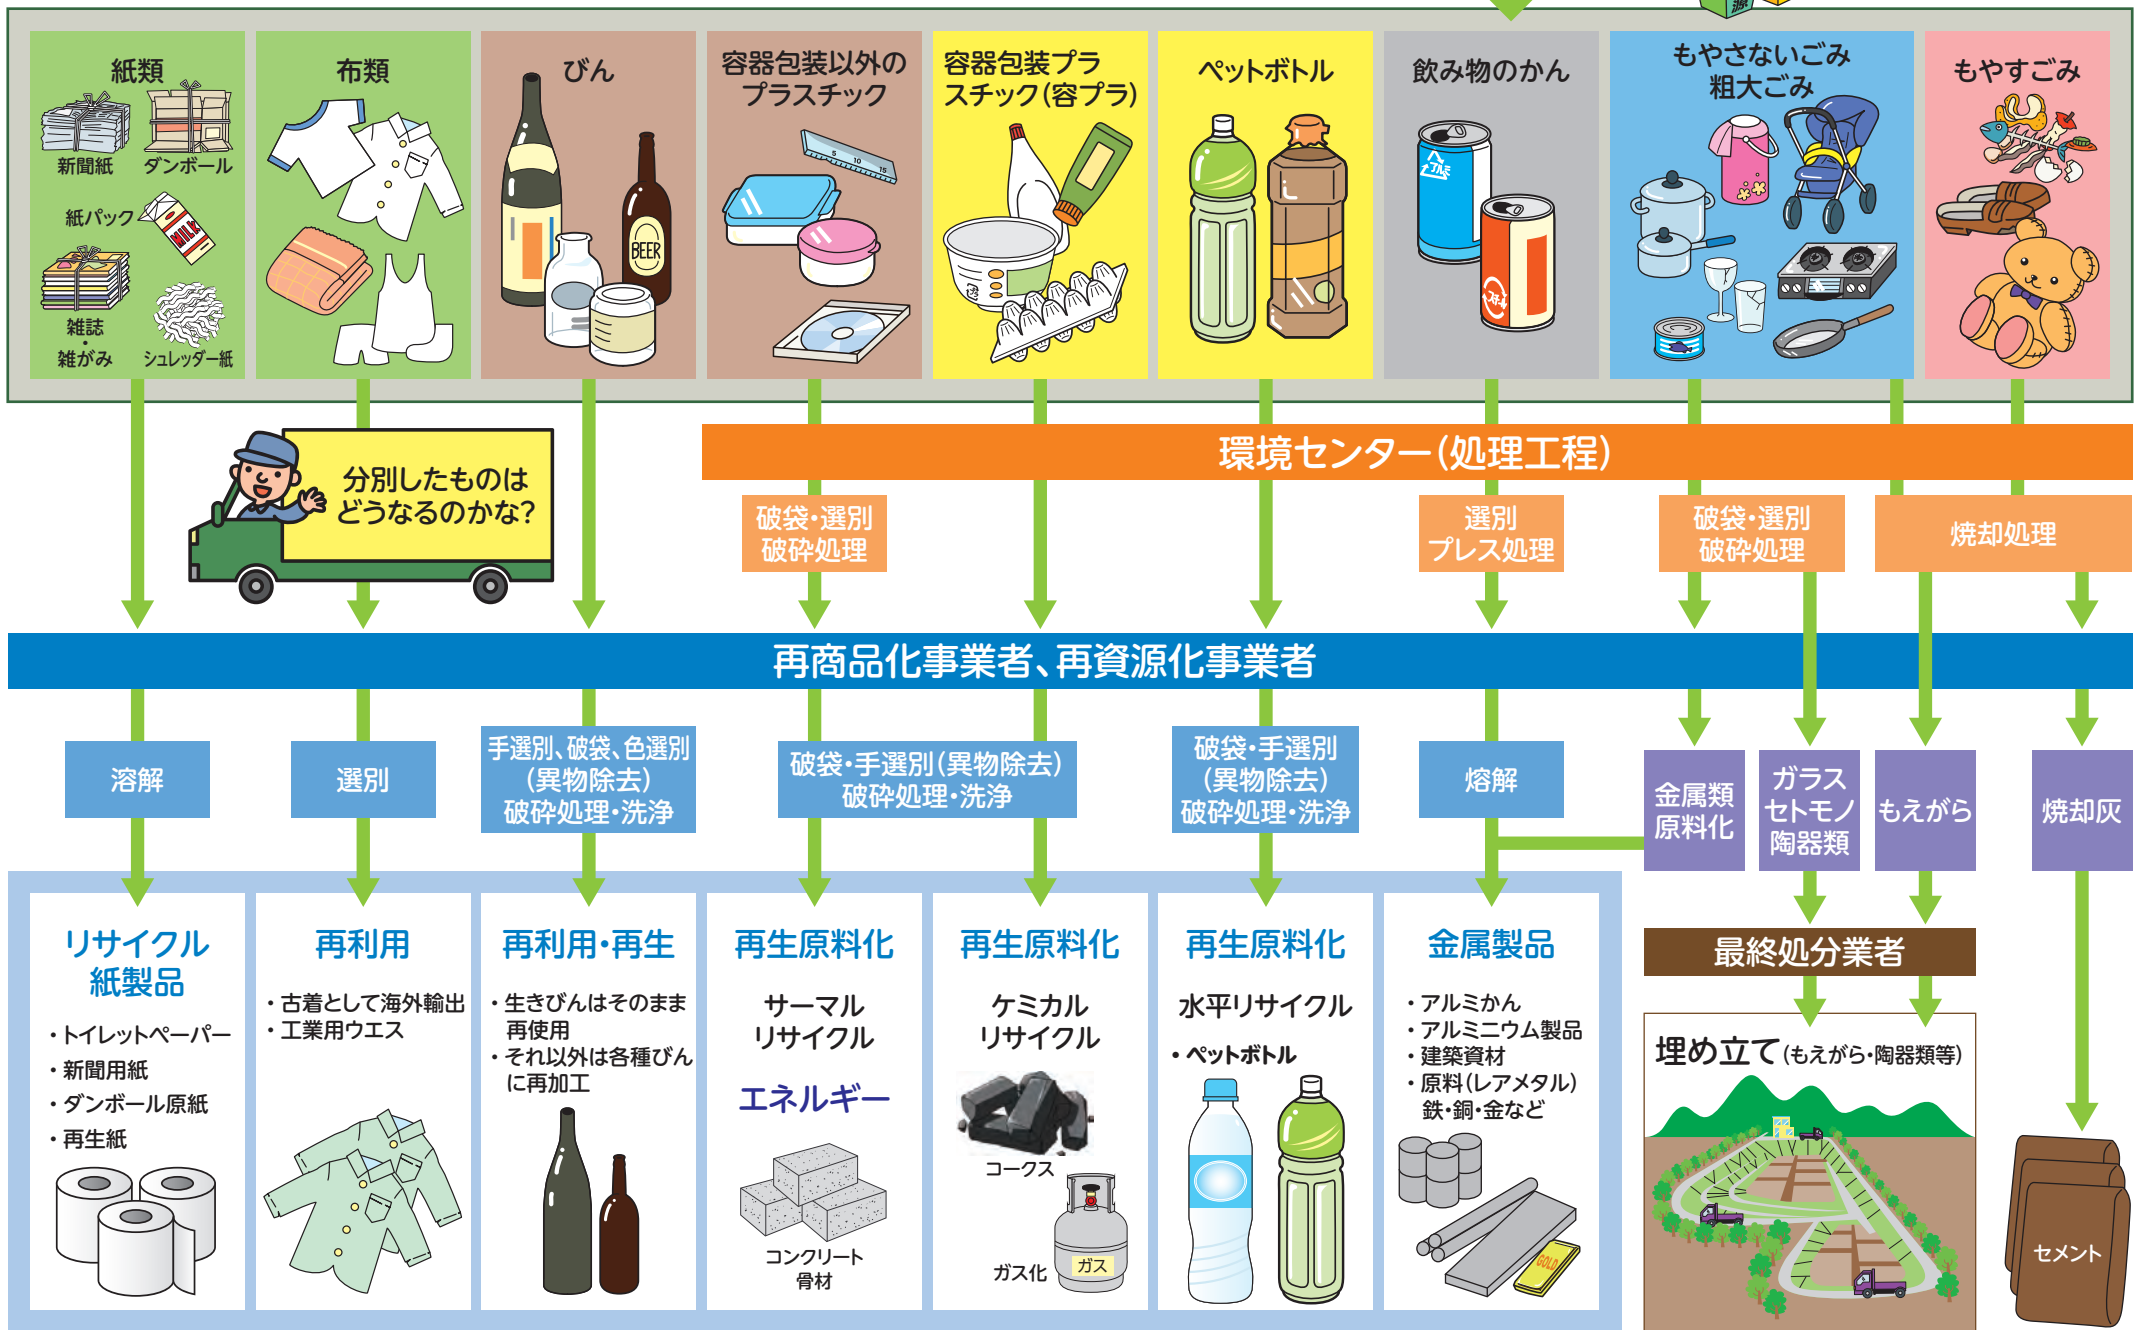 源
紙類
新聞紙
ダンボール
紙パック
MILK
雑誌
・
雑がみ
シュレッダー紙
布類
びん
BEER
容器包装以外の
プラスチック
5 10 15
容器包装プラ
スチック(容プラ)
ペットボトル
飲み物のかん
アルミ
スチール
もやさないごみ
粗大ごみ
もやすごみ
分別したものは
どうなるのかな?
環境センター(処理工程)
破袋・選別
破砕処理
選別
プレス処理
破袋・選別
破砕処理
焼却処理
再商品化事業者、再資源化事業者
溶解
選別
手選別、破袋、色選別
(異物除去)
破砕処理・洗浄
破袋・手選別(異物除去)
破砕処理・洗浄
破袋・手選別
(異物除去)
破砕処理・洗浄
熔解
金属類
原料化
ガラス
セトモノ
陶器類
もえがら
焼却灰
リサイクル
紙製品
・トイレットペーパー
・新聞用紙
・ダンボール原紙
・再生紙
再利用
・古着として海外輸出
・工業用ウエス
再利用・再生
・生きびんはそのまま
再使用
・それ以外は各種びん
に再加工
再生原料化
サーマル
リサイクル
エネルギー
コンクリート
骨材
再生原料化
ケミカル
リサイクル
コークス
ガス化
ガス
再生原料化
水平リサイクル
・ペットボトル
金属製品
・アルミかん
・アルミニウム製品
・建築資材
・原料(レアメタル)
鉄・銅・金など
GOLD
最終処分業者
埋め立て(もえがら・陶器類等)
セメント